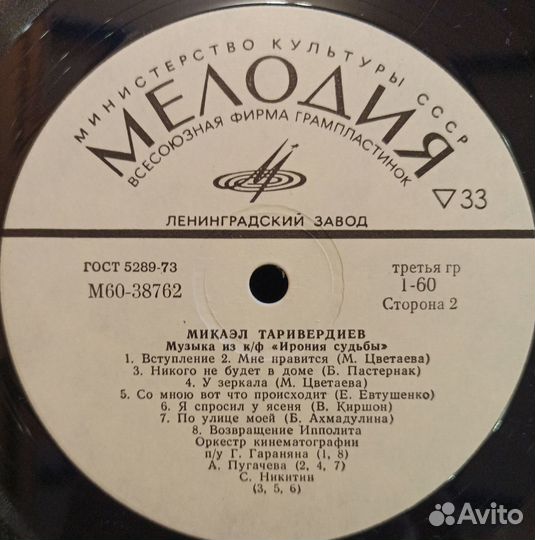 МИНИСТЕРСТВО КУЛЬТУРЫ СССР
МЕЛОДИЯ
ВСЕСОЮЗНАЯ ФИРМА ГРАМПЛАСТИНОК
▽33
ЛЕНИНГРАДСКИЙ ЗАВОД
ГОСТ 5289-73
М60-38762
третья гр
1-60
Сторона 2
МИКАЭЛ ТАРИВЕРДИЕВ
Музыка из к/ф «Ирония судьбы»
1. Вступление 2. Мне нравится (М. Цветаева)
3. Никого не будет в доме (Б. Пастернак)
4. У зеркала (М. Цветаева)
5. Со мною вот что происходит (Е. Евтушенко)
6. Я спросил у ясеня (В. Киршон)
7. По улице моей (Б. Ахмадулина)
8. Возвращение Ипполита
Оркестр кинематографии
п/у Г. Гараняна (1, 8)
А. Пугачева (2, 4, 7)
С. Никитин
(3, 5, 6)
Avito